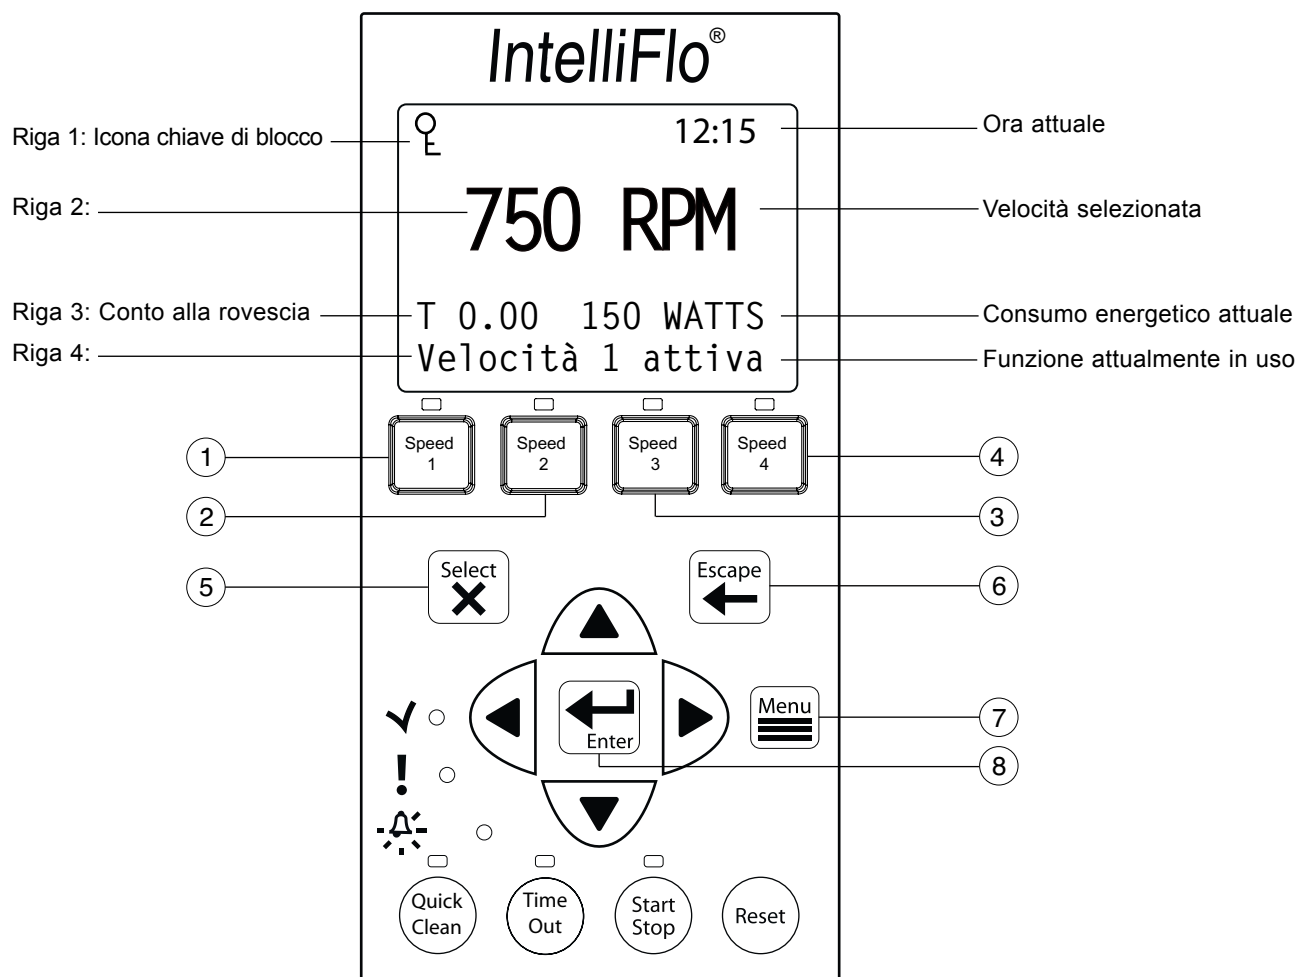 IntelliFlo®
Riga 1: Icona chiave di blocco
12:15
Ora attuale
Riga 2:
750 RPM
Velocità selezionata
Riga 3: Conto alla rovescia
T 0.00 150 WATTS
Consumo energetico attuale
Riga 4:
Velocità 1 attiva
Funzione attualmente in uso
1
Speed
1
Speed
2
Speed
3
Speed
4
4
2
3
5
Select
Escape
6
Enter
Menu
7
8
Quick
Clean
Time
Out
Start
Stop
Reset